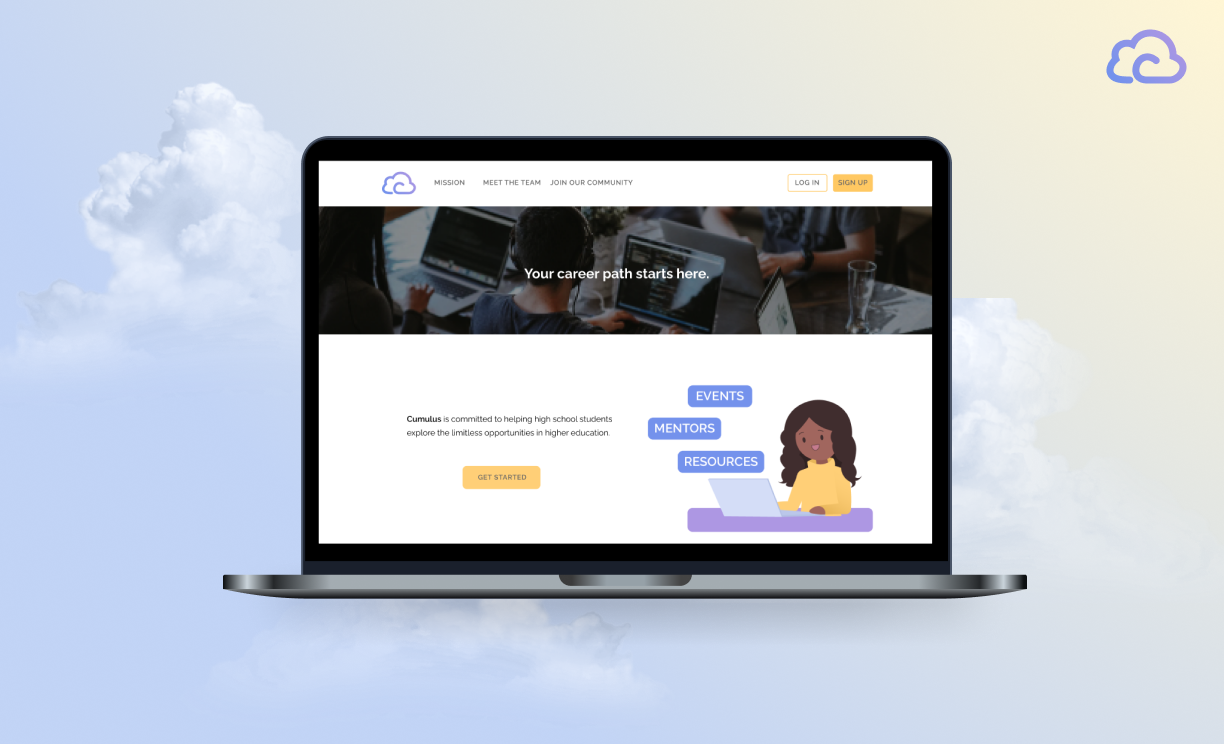 MISSION MEET THE TEAM JOIN OUR COMMUNITY LOG IN SIGN UP
Your career path starts here.
EVENTS
Cumulus is committed to helping high school students
explore the limitless opportunities in higher education.
MENTORS
RESOURCES
GET STARTED